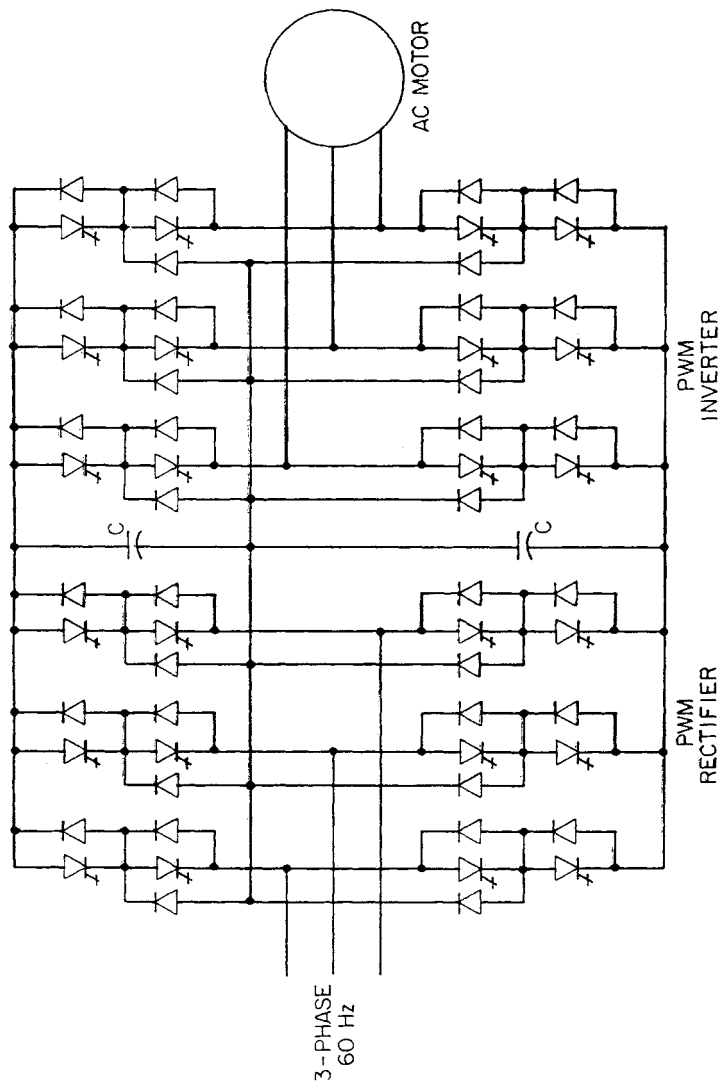 3-PHASE
60 Hz
PWM
RECTIFIER
C
C
PWM
INVERTER
AC MOTOR